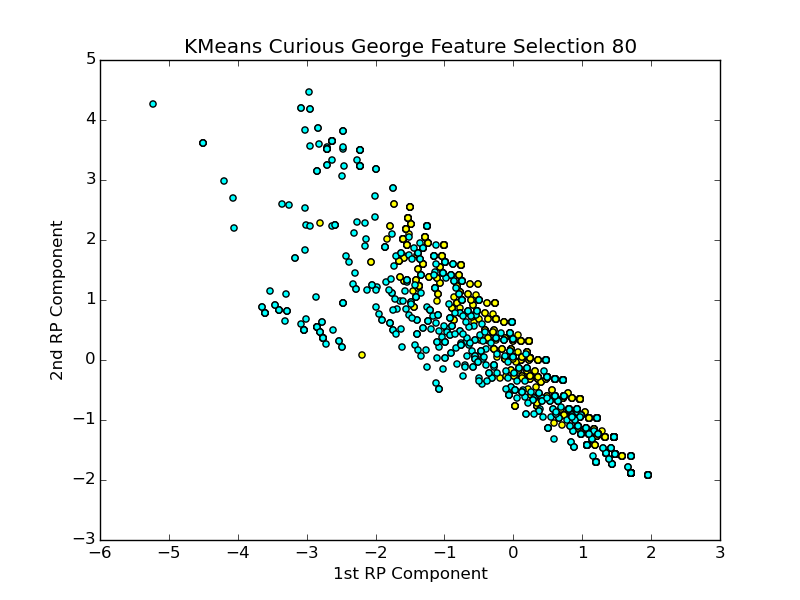 KMeans Curious George Feature Selection 80
5
4
3
2
1
0
−1
−2
−3
2nd RP Component
−6 −5 −4 −3 −2 −1 0 1 2 3
1st RP Component